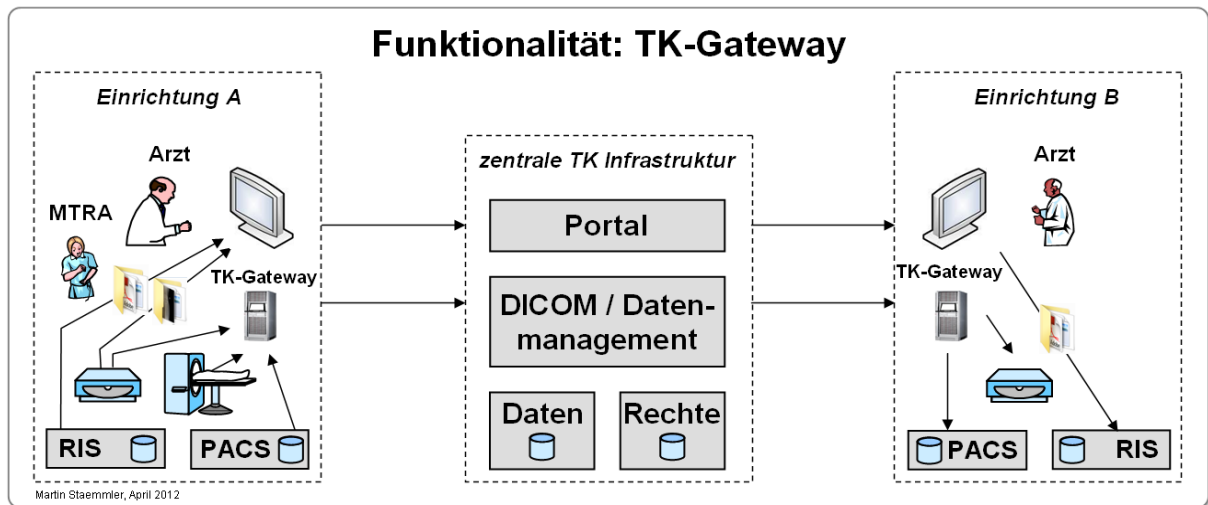 Funktionalität: TK-Gateway
Einrichtung A
Arzt
MTRA
TK-Gateway
RIS
PACS
zentrale TK Infrastruktur
Portal
DICOM / Daten-
management
Daten
Rechte
Einrichtung B
Arzt
TK-Gateway
PACS
RIS
Martin Staemmler, April 2012